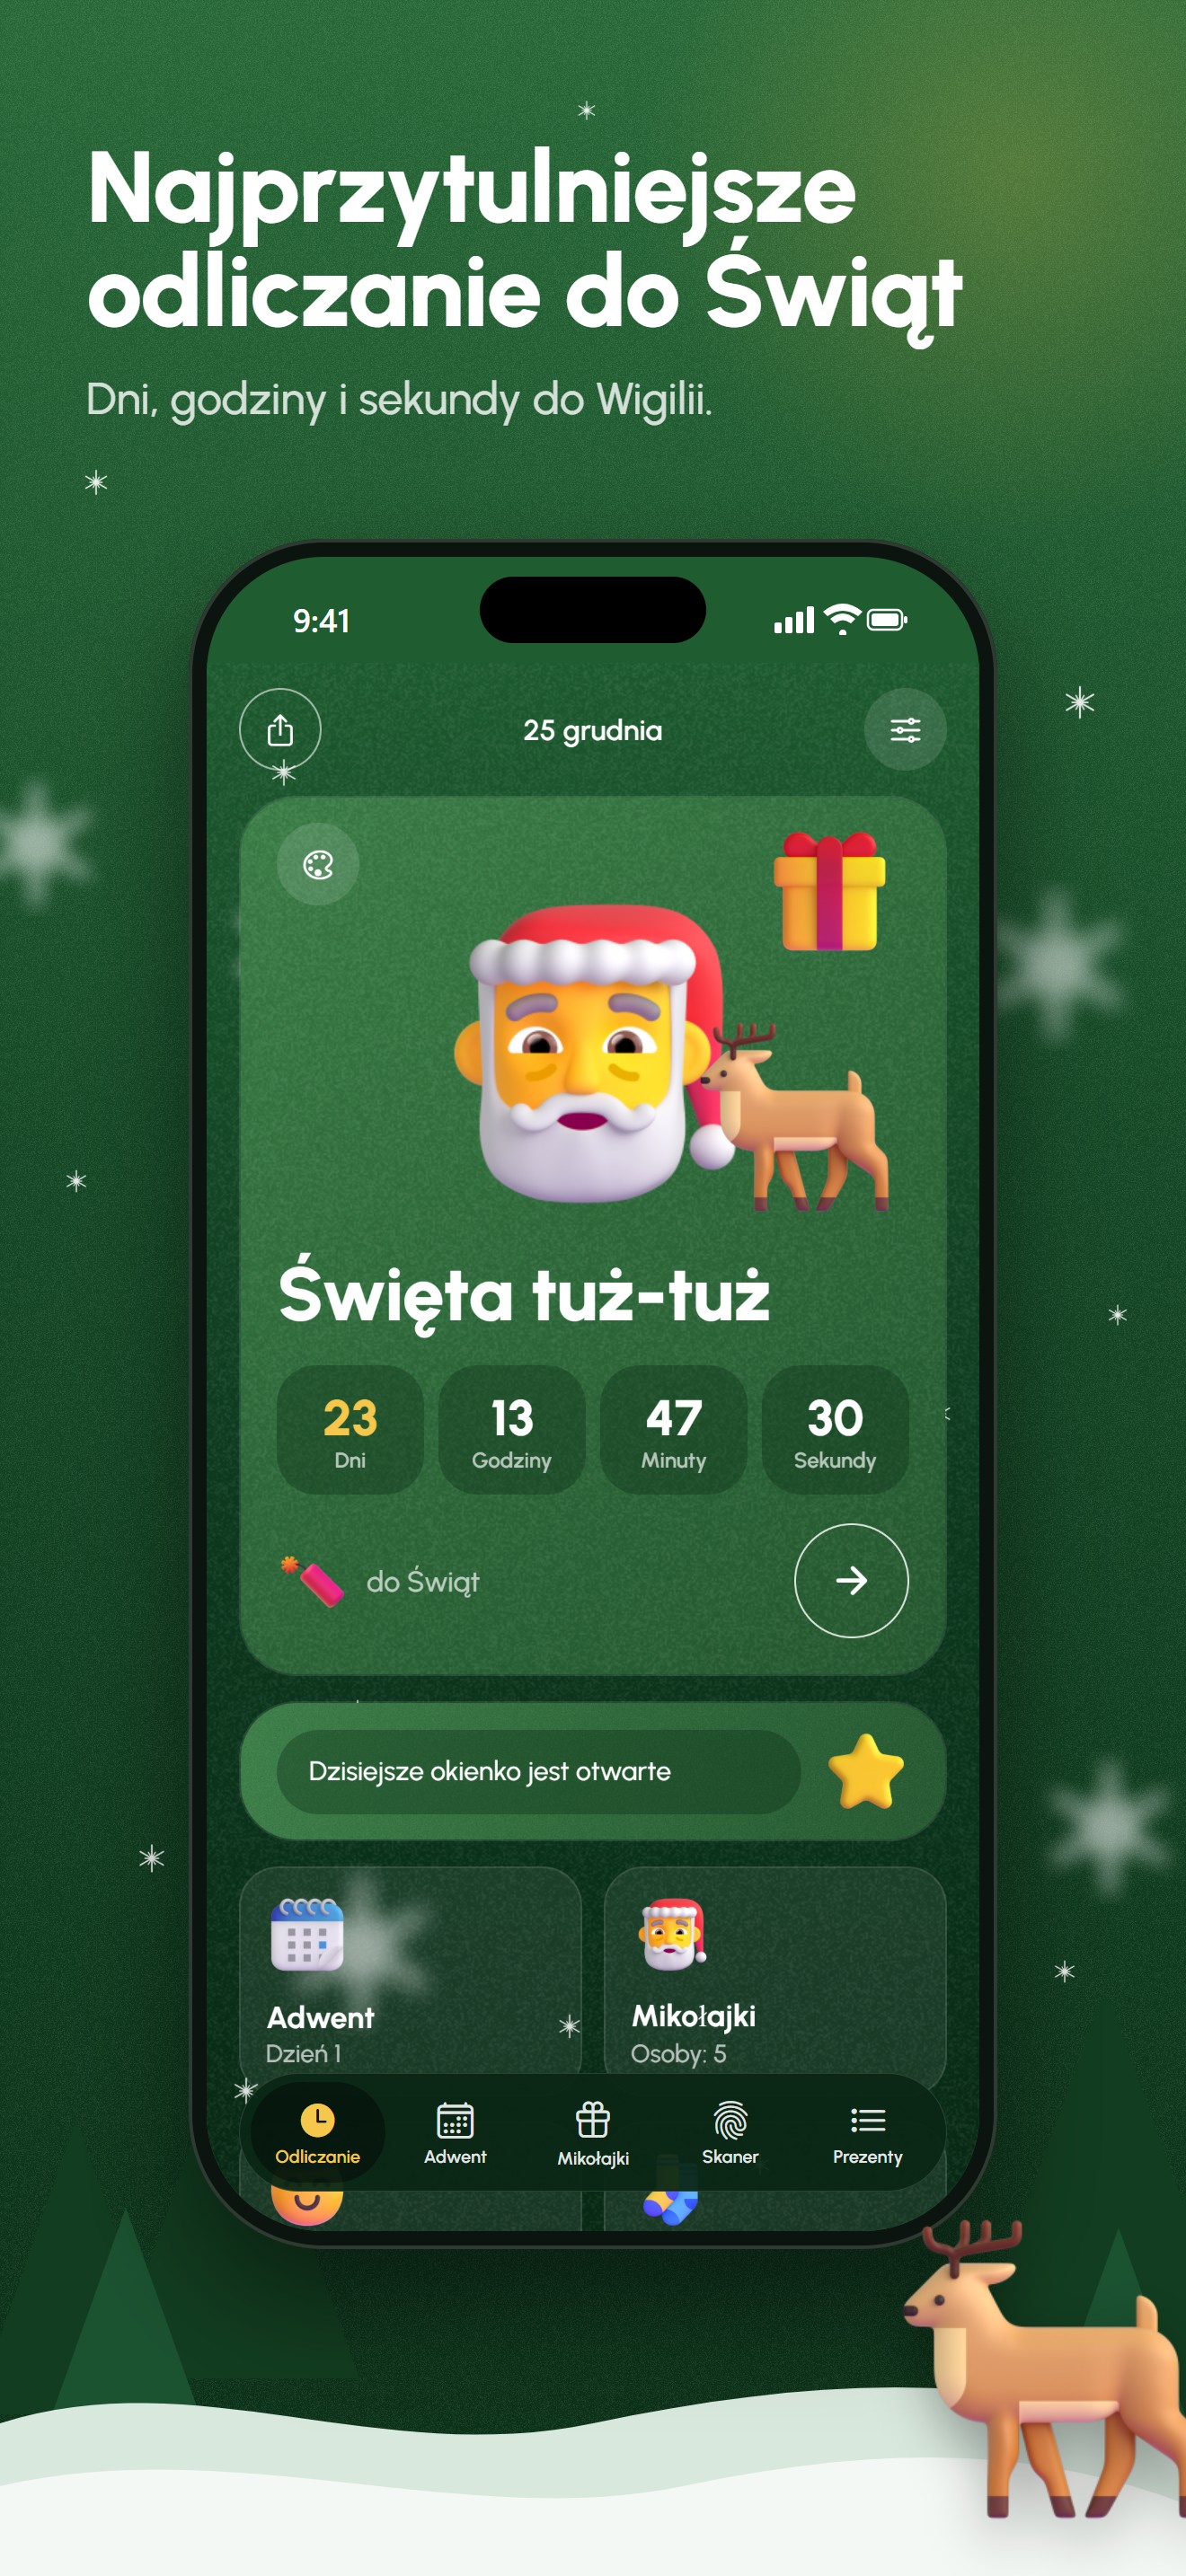 Najprzytulniejsze
odliczanie do Świąt
Dni, godziny i sekundy do Wigilii.
9:41
25 grudnia
Święta tuż-tuż
23 13 47 30
Dni Godziny Minuty Sekundy
do Świąt
Dzisiejsze okienko jest otwarte
Adwent Mikołajki
Dzień 1 Osoby: 5
Odliczanie Adwent Mikołajki Skaner Prezenty